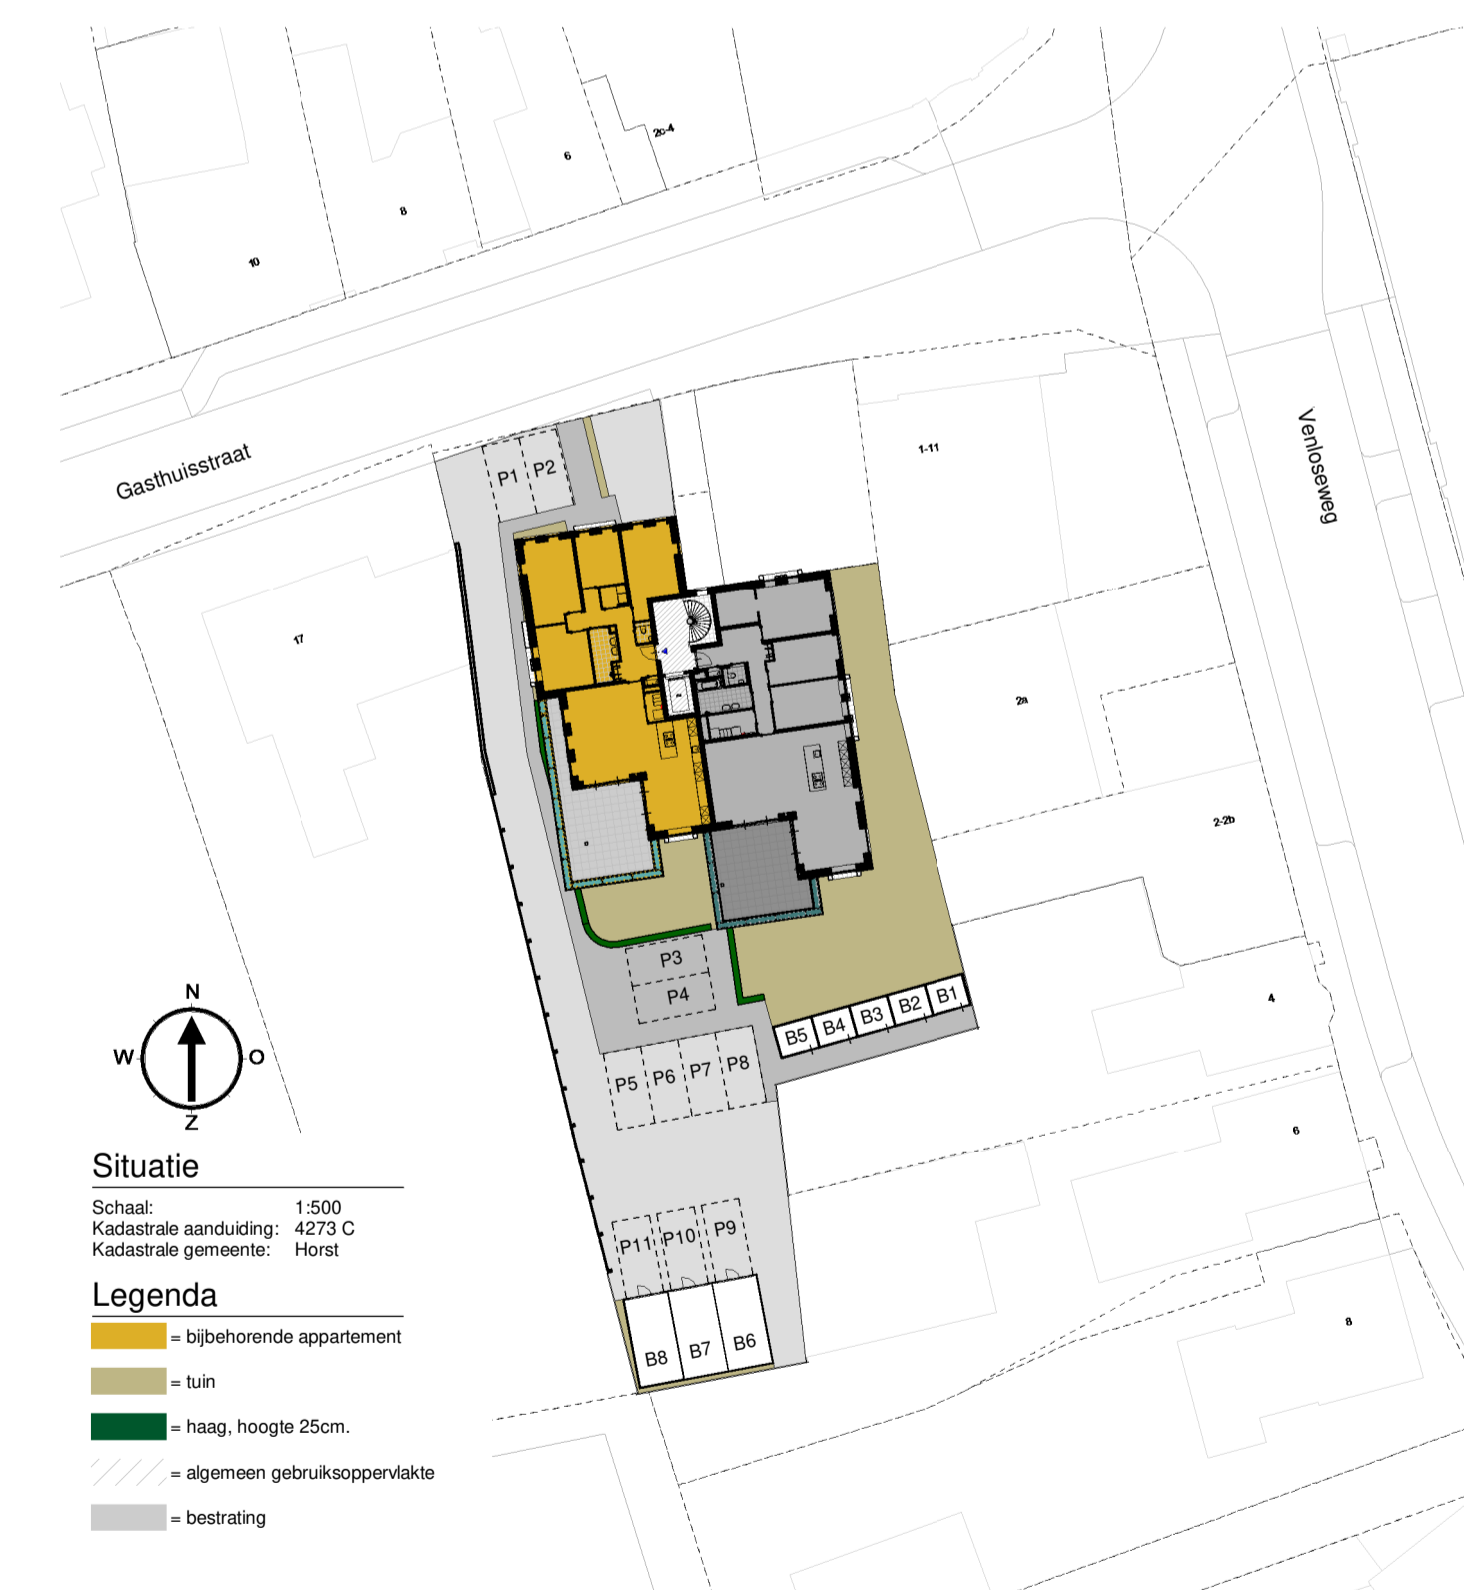 2c-4
6
8
10
Gasthuisstraat
Venloseweg
1-11
P1
P2
17
2a
2-2b
P3
P4
B5
B4
B3
B2
B1
4
N
W
O
Z
P5
P6
P7
P8
6
P11
P10
P9
B8
B7
B6
8
Situatie
Schaal: 1:500
Kadastrale aanduiding: 4273 C
Kadastrale gemeente: Horst
Legenda
= bijbehorende appartement
= tuin
= haag, hoogte 25cm.
= algemeen gebruiksoppervlakte
= bestrating